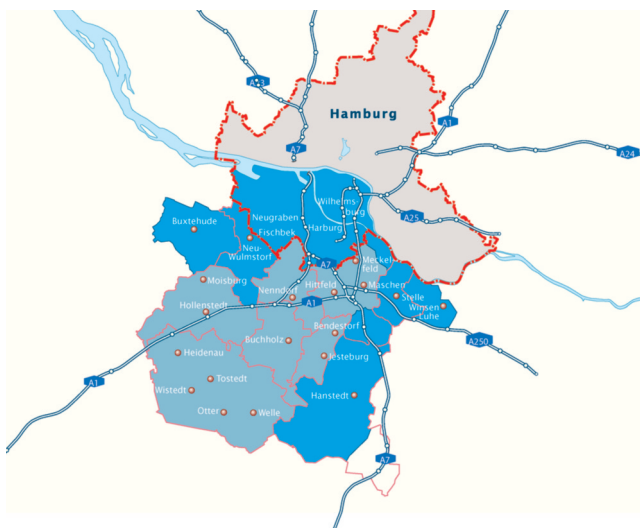 A23
Hamburg
A1
A7
A24
Wilhelms-
burg
Buxtehude
Neugraben
A25
Harburg
Fischbek
Neu-
Wulmstorf
Meckel-
feld
A7
Moisburg
Maschen
Nenndorf
Hittfeld
Stelle
Winsen
Luhe
Hollenstedt
A1
Bendestorf
Buchholz
A250
Heidenau
Jesteburg
Tostedt
A1
Wistedt
Hanstedt
Otter
Welle
A7